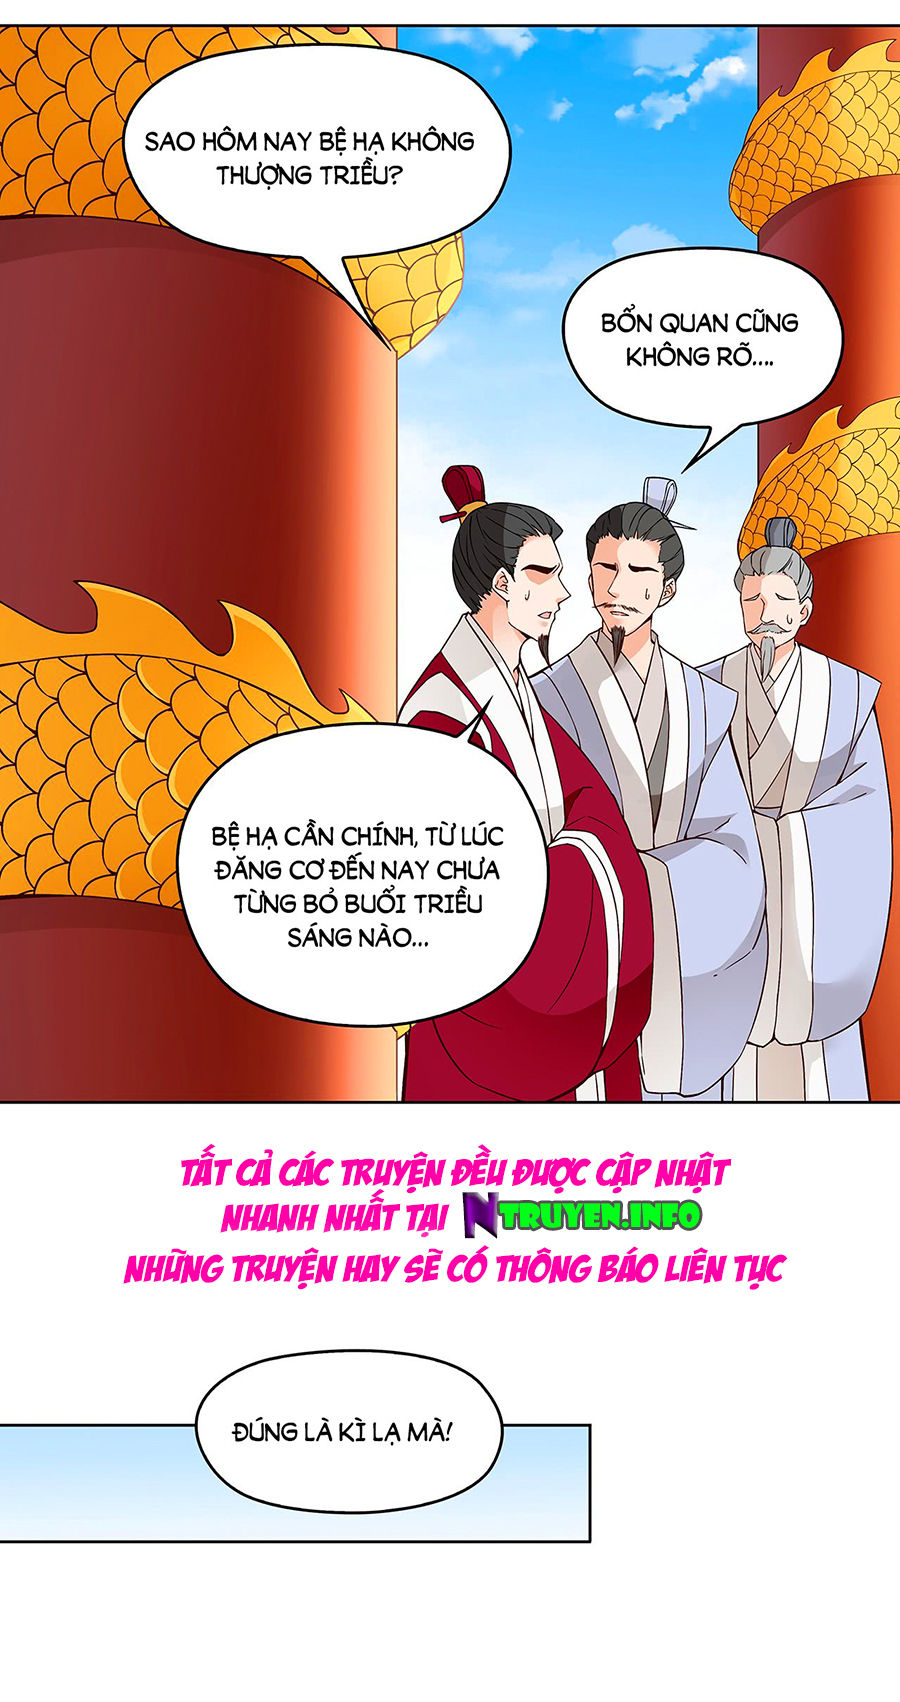 SAO HÔM NAY BỆ HẠ KHÔNG
THƯỢNG TRIỀU?
BỔN QUAN CŨNG
KHÔNG RÕ....
BỆ HẠ CẦN CHÍNH, TỪ LÚC
ĐĂNG CƠ ĐẾN NAY CHƯA
TỪNG BỎ BUỔI TRIỀU
SÁNG NÀO...
TẤT CẢ CÁC TRUYỆN ĐỀU ĐƯỢC CẬP NHẬT
NHANH NHẤT TẠI NTRUYEN.INFO
NHỮNG TRUYỆN HAY SẼ CÓ THÔNG BÁO LIÊN TỤC
ĐÚNG LÀ KÌ LẠ MÀ!